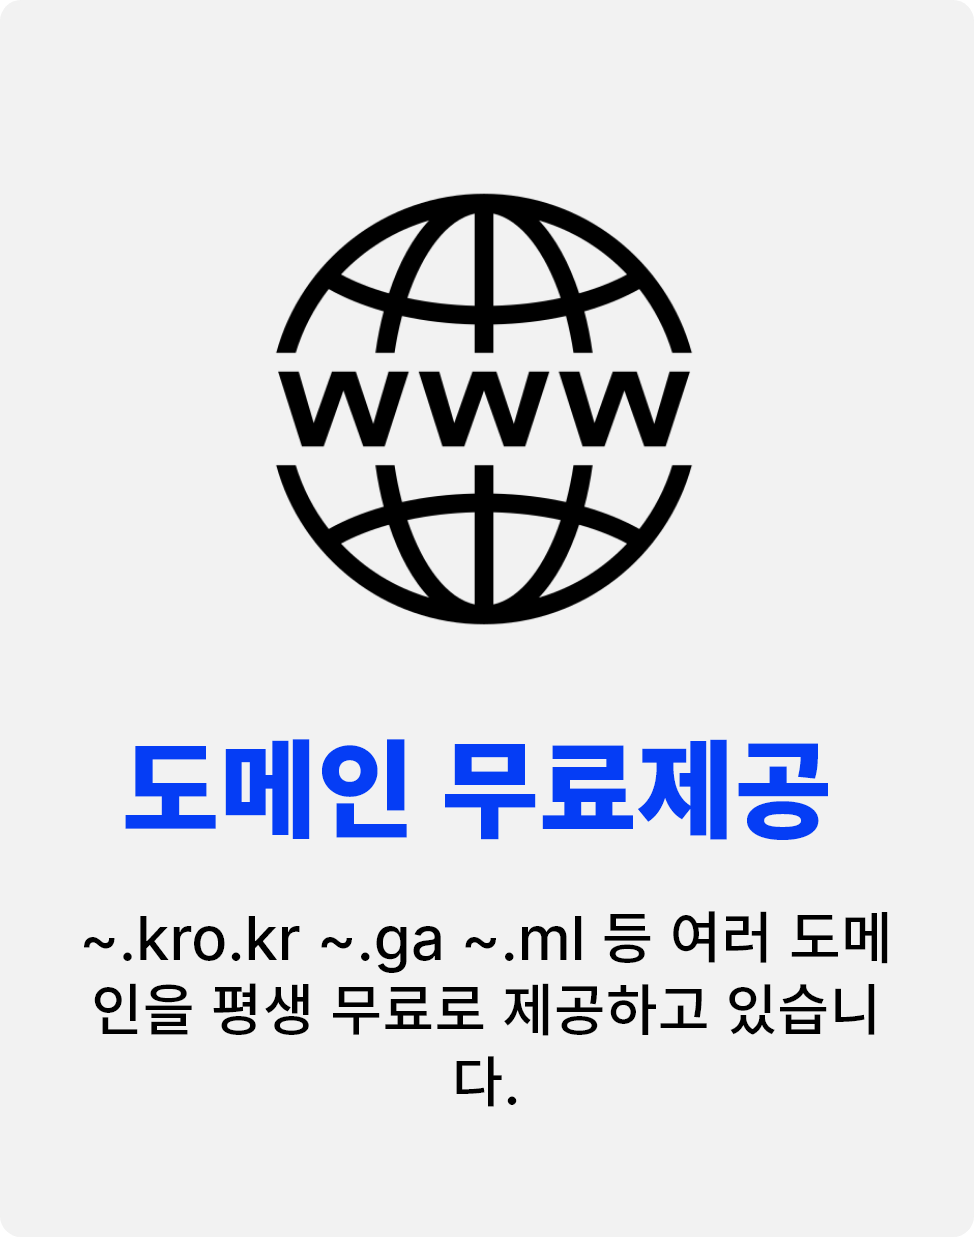 www
도메인 무료제공
~.kro.kr ~.ga ~.ml 등 여러 도메
인을 평생 무료로 제공하고 있습니
다.